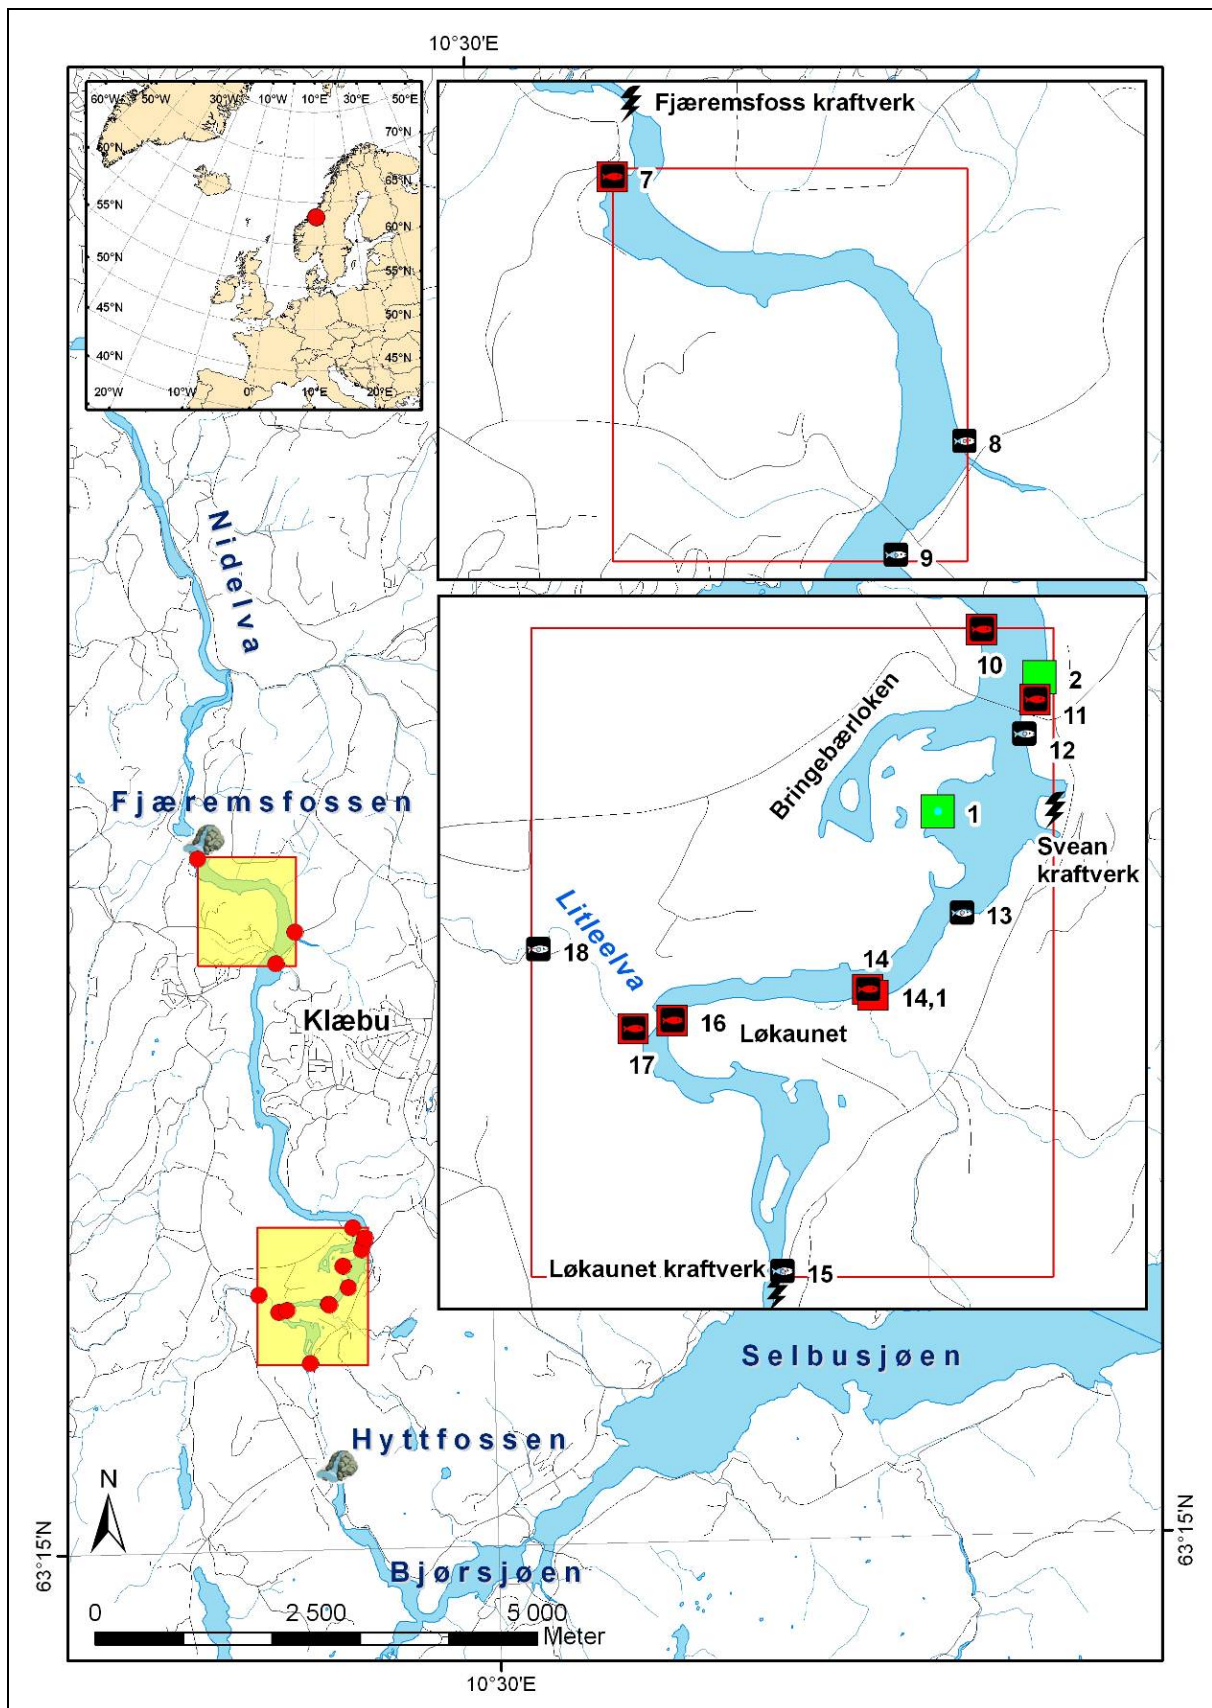 10°30'E
60°W
50°W
30°W
10°W
10°E
30°E
50°E
70°N
60°N
65°N
60°N
55°N
55°N
50°N
50°N
45°N
45°N
40°N
20°W
10°W
0°
10°E
20°E
Fjæremsfoss kraftverk
7
8
9
Nidelva
Fjæremsfossen
Klæbu
10
2
11
12
Bringebærloken
1
Svean
kraftverk
13
Litleelva
18
14
14,1
16
Løkaunet
17
Løkaunet kraftverk
15
Selbusjøen
Hyttfossen
N
63°15'N
63°15'N
Bjørsjøen
0
2 500
5 000
Meter
10°30'E